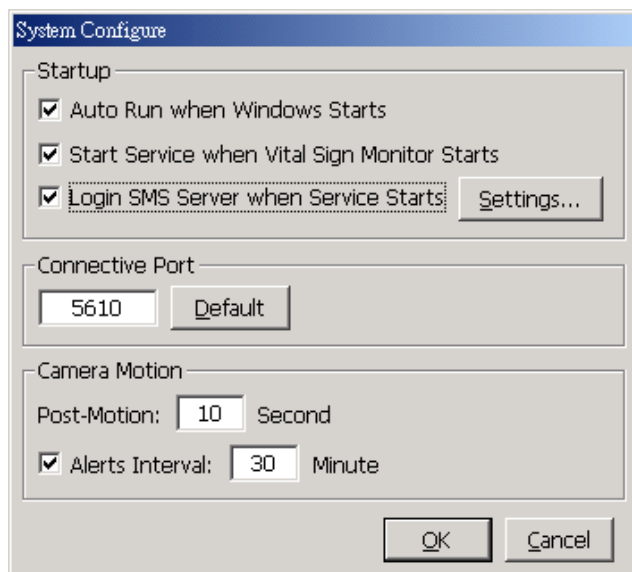 System Configure
Startup
Auto Run when Windows Starts
Start Service when Vital Sign Monitor Starts
Login SMS Server when Service Starts Settings...
Connective Port
5610 Default
Camera Motion
Post-Motion: 10 Second
Alerts Interval: 30 Minute
OK Cancel